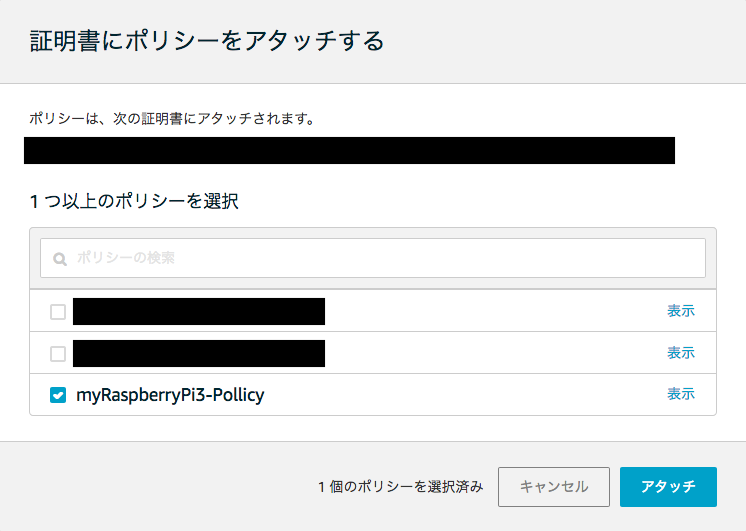 証明書にポリシーをアタッチする
ポリシーは、次の証明書にアタッチされます。
1 つ以上のポリシーを選択
ポリシーの検索
表示
表示
myRaspberryPi3-Pollicy 表示
1 個のポリシーを選択済み キャンセル アタッチ